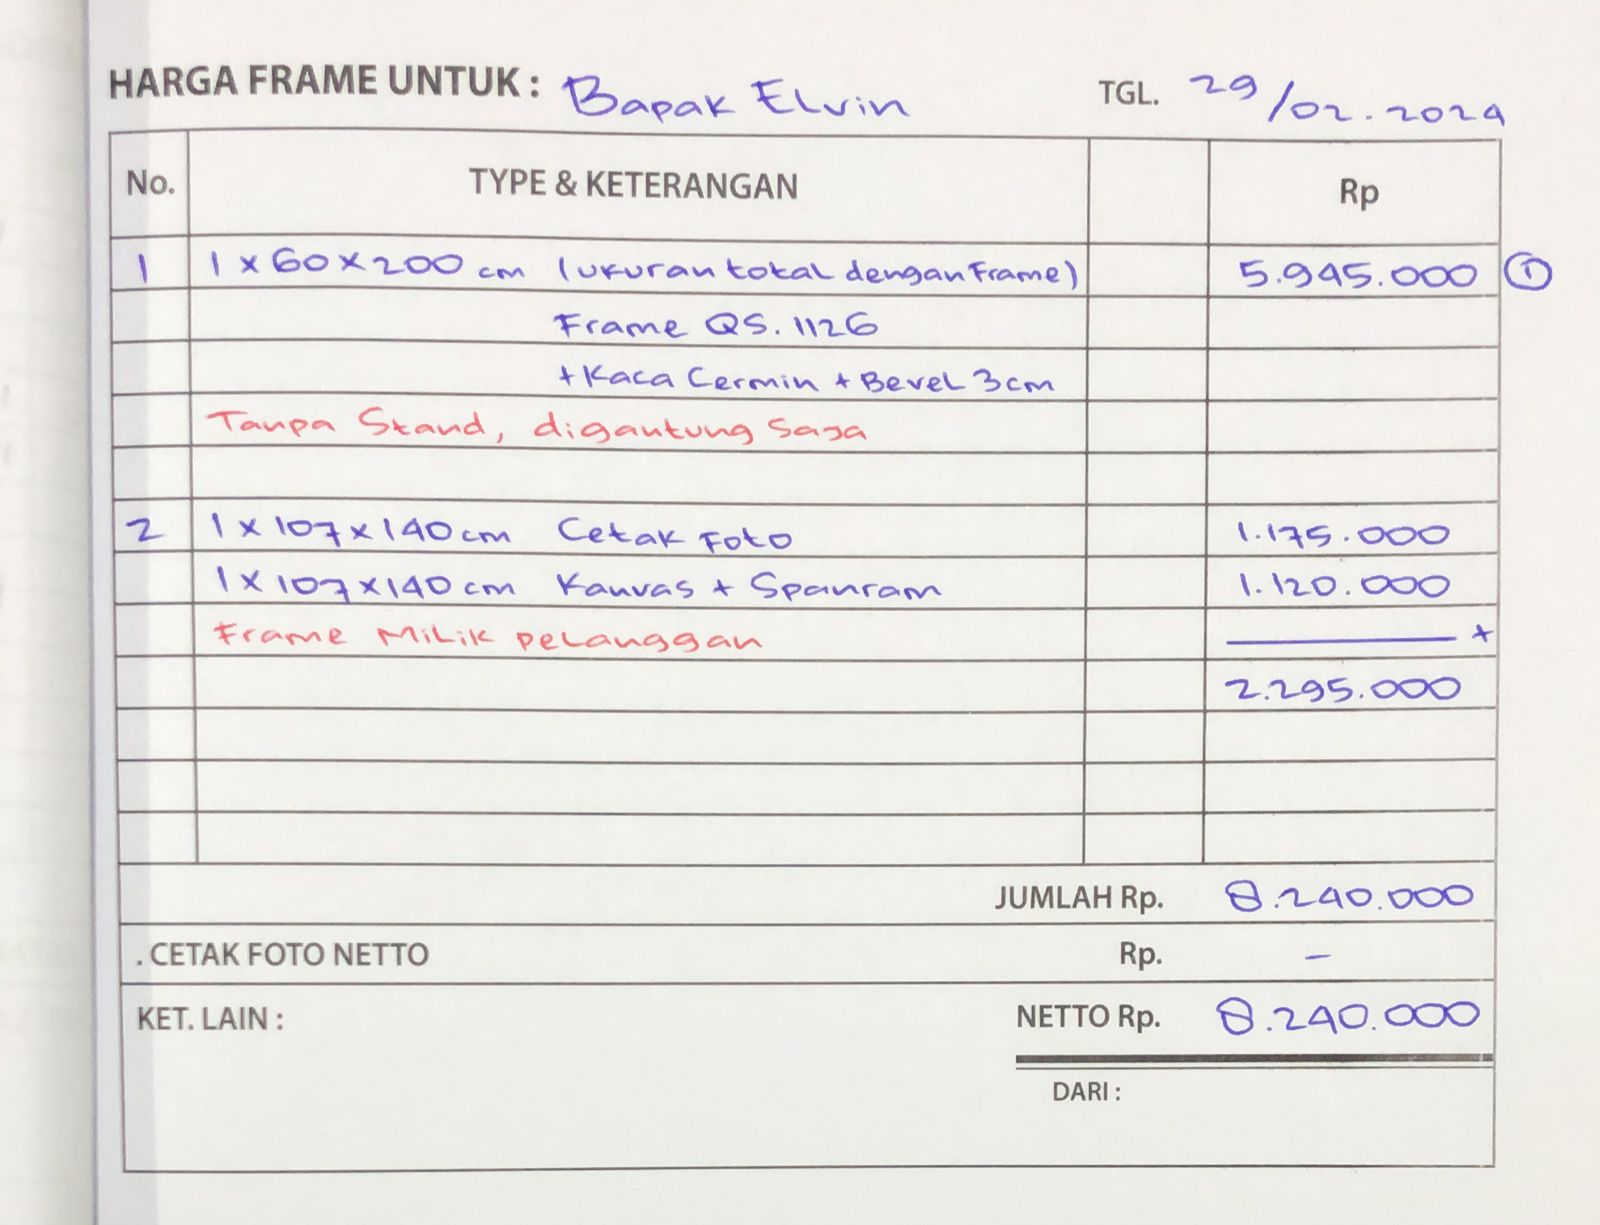 HARGA FRAME UNTUK : Bapak Elvin TGL. 29/02.2024
No. TYPE & KETERANGAN Rp
1 1 x 60 x 200 cm (ukuran total dengan Frame) 5.945.000 1
Frame QS. 1126
+ Kaca Cermin + Bevel 3cm
Tanpa Stand, digantung saja
2 1 x 107 x 140 cm Cetak Foto 1.175.000
1 x 107 x 140 cm Kanvas + Spanram 1.120.000
Frame Milik pelanggan +
2.295.000
JUMLAH Rp. 8.240.000
. CETAK FOTO NETTO Rp. –
KET. LAIN : NETTO Rp. 8.240.000
DARI :